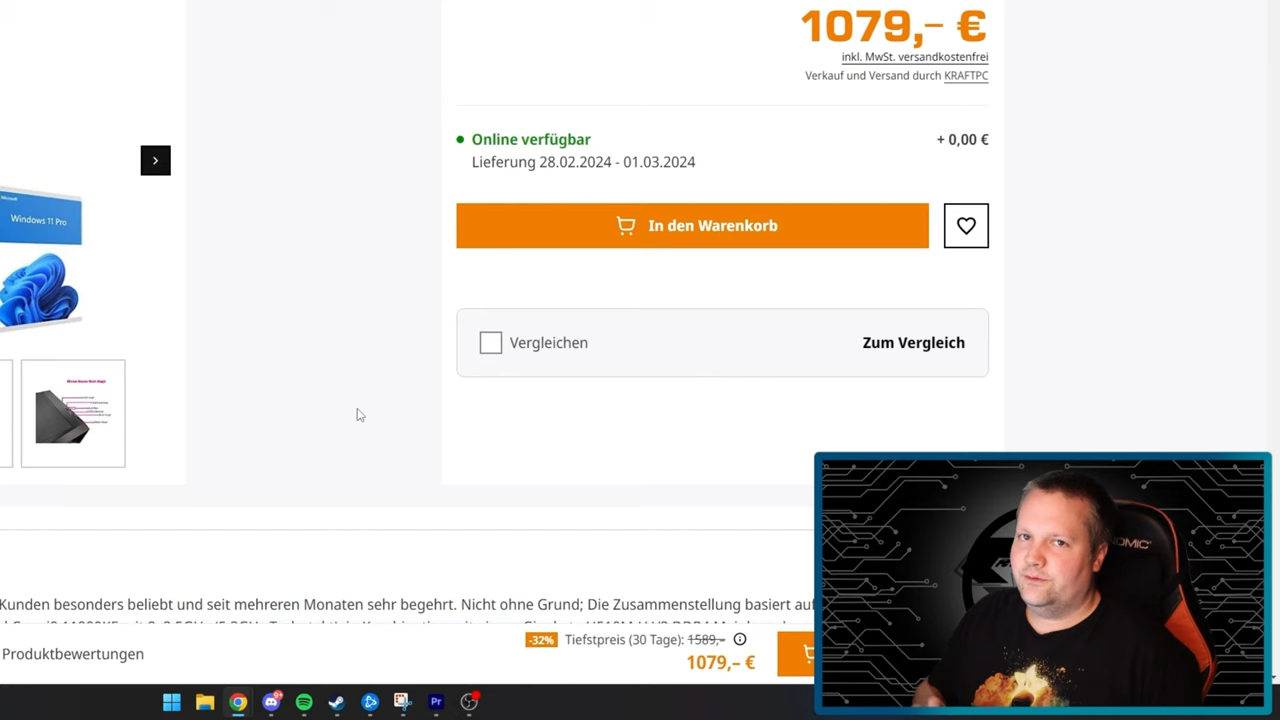 1079,– €
inkl. MwSt. versandkostenfrei
Verkauf und Versand durch KRAFTPC
Online verfügbar
+ 0,00 €
Lieferung 28.02.2024 - 01.03.2024
Microsoft
Windows 11 Pro
In den Warenkorb
Vergleichen
Zum Vergleich
Kunden besonders beliebt und seit mehreren Monaten sehr begehrt. Nicht ohne Grund; Die Zusammenstellung basiert auf
-32%
Tiefstpreis (30 Tage): 1589,–
Produktbewertungen
1079,– €
Pr